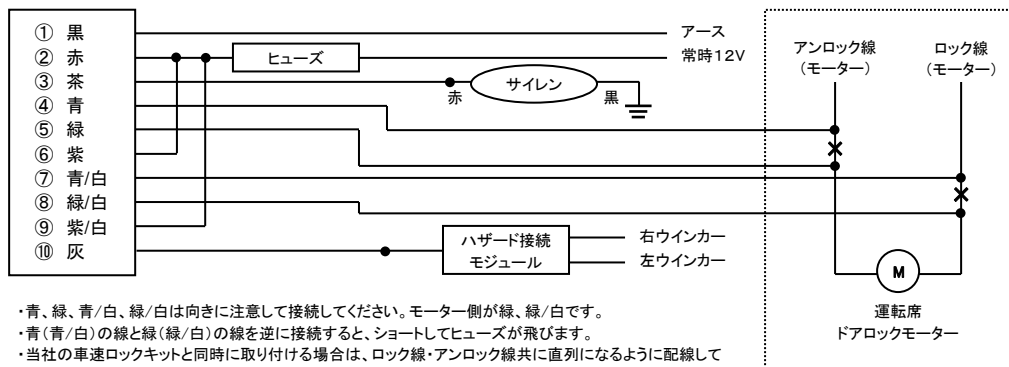 ① 黒
② 赤
③ 茶
④ 青
⑤ 緑
⑥ 紫
⑦ 青/白
⑧ 緑/白
⑨ 紫/白
⑩ 灰
ヒューズ
アース
常時12V
赤
サイレン
黒
ハザード接続
モジュール
右ウインカー
左ウインカー
アンロック線
（モーター）
ロック線
（モーター）
M
運転席
ドアロックモーター
・青、緑、青/白、緑/白は向きに注意して接続してください。モーター側が緑、緑/白です。
・青（青/白）の線と緑（緑/白）の線を逆に接続すると、ショートしてヒューズが飛びます。
・当社の車速ロックキットと同時に取り付ける場合は、ロック線・アンロック線共に直列になるように配線して